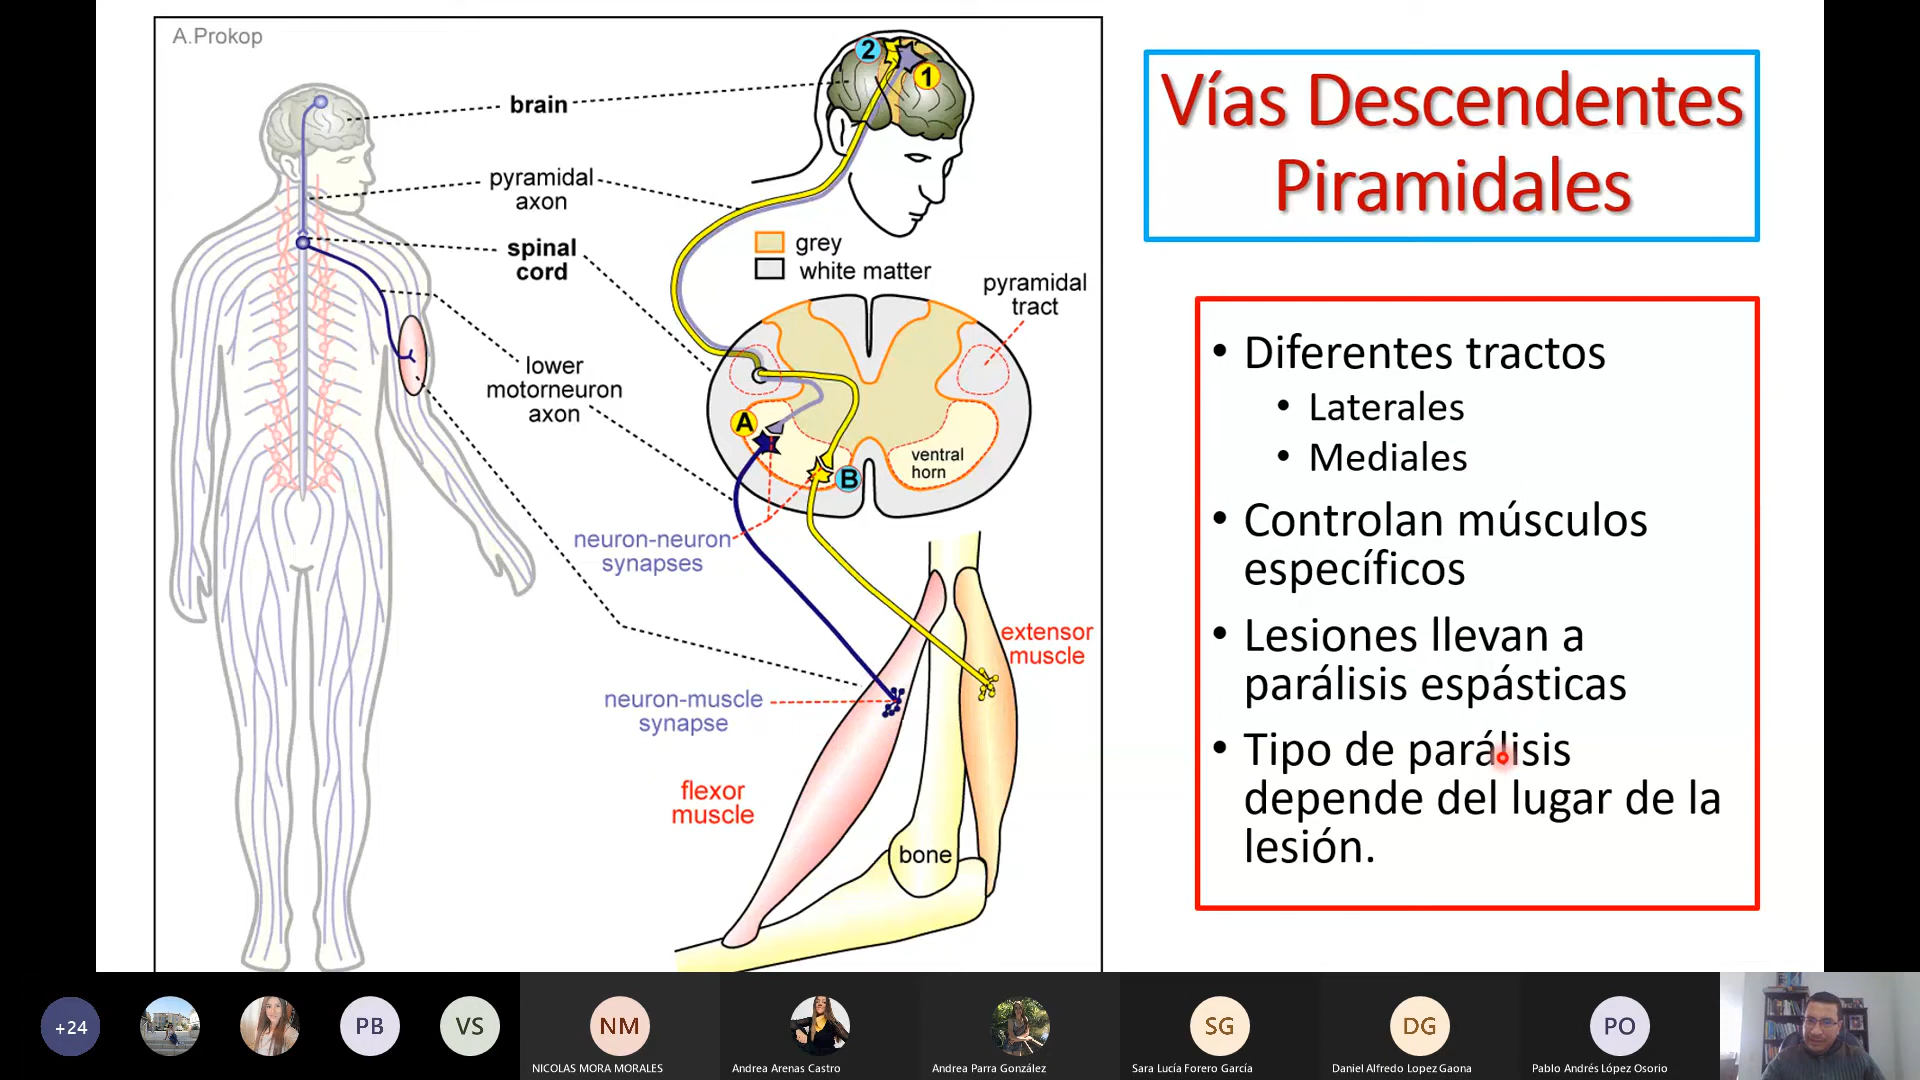 A.Prokop
brain
pyramidal
axon
spinal
cord
lower
motorneuron
axon
2
1
grey
white matter
pyramidal
tract
A
B
ventral
horn
neuron-neuron
synapses
neuron-muscle
synapse
extensor
muscle
flexor
muscle
bone
Vías Descendentes
Piramidales
• Diferentes tractos
• Laterales
• Mediales
• Controlan músculos
específicos
• Lesiones llevan a
parálisis espásticas
• Tipo de parálisis
depende del lugar de la
lesión.
+24
PB
VS
NM
SG
DG
PO
NICOLAS MORA MORALES
Andrea Arenas Castro
Andrea Parra González
Sara Lucía Forero García
Daniel Alfredo Lopez Gaona
Pablo Andrés López Osorio